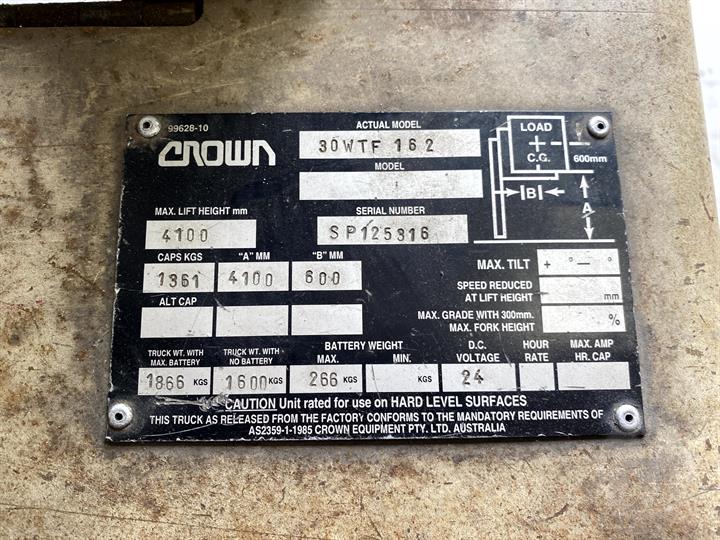 99628-10
CROWN
ACTUAL MODEL
30WTF 162
MODEL
LOAD
C.G.
600mm
B
A
MAX. LIFT HEIGHT mm
4100
SERIAL NUMBER
SP125316
CAPS KGS "A" MM "B" MM
1361 4100 600
ALT CAP
MAX. TILT + ° — °
SPEED REDUCED
AT LIFT HEIGHT mm
MAX. GRADE WITH 300mm.
MAX. FORK HEIGHT %
TRUCK WT. WITH
MAX. BATTERY
1866 KGS
TRUCK WT. WITH
NO BATTERY
1600 KGS
BATTERY WEIGHT
MAX. MIN.
266 KGS KGS
D.C.
VOLTAGE
24
HOUR
RATE
MAX. AMP
HR. CAP
CAUTION Unit rated for use on HARD LEVEL SURFACES
THIS TRUCK AS RELEASED FROM THE FACTORY CONFORMS TO THE MANDATORY REQUIREMENTS OF
AS2359-1-1985 CROWN EQUIPMENT PTY. LTD. AUSTRALIA